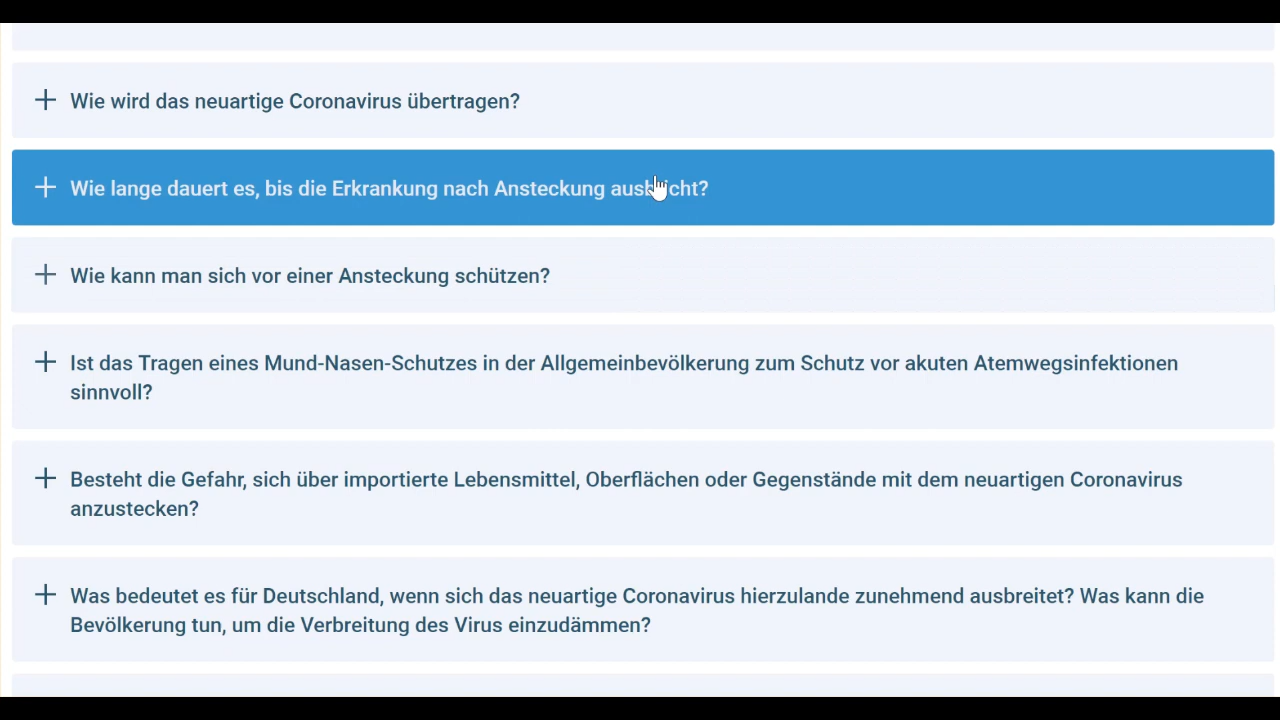 Wie wird das neuartige Coronavirus übertragen?
Wie lange dauert es, bis die Erkrankung nach Ansteckung ausbricht?
Wie kann man sich vor einer Ansteckung schützen?
Ist das Tragen eines Mund-Nasen-Schutzes in der Allgemeinbevölkerung zum Schutz vor akuten Atemwegsinfektionen
sinnvoll?
Besteht die Gefahr, sich über importierte Lebensmittel, Oberflächen oder Gegenstände mit dem neuartigen Coronavirus
anzustecken?
Was bedeutet es für Deutschland, wenn sich das neuartige Coronavirus hierzulande zunehmend ausbreitet? Was kann die
Bevölkerung tun, um die Verbreitung des Virus einzudämmen?